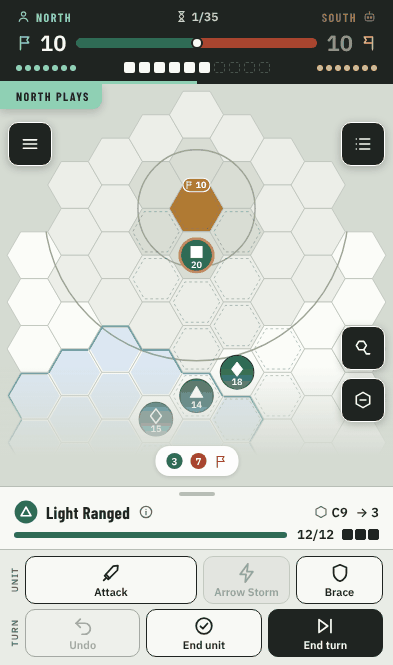 NORTH 1/35 SOUTH
10 10
NORTH PLAYS
10
20
18
14
15
3 7
Light Ranged C9 → 3
12/12
UNIT Attack Arrow Storm Brace
TURN Undo End unit End turn